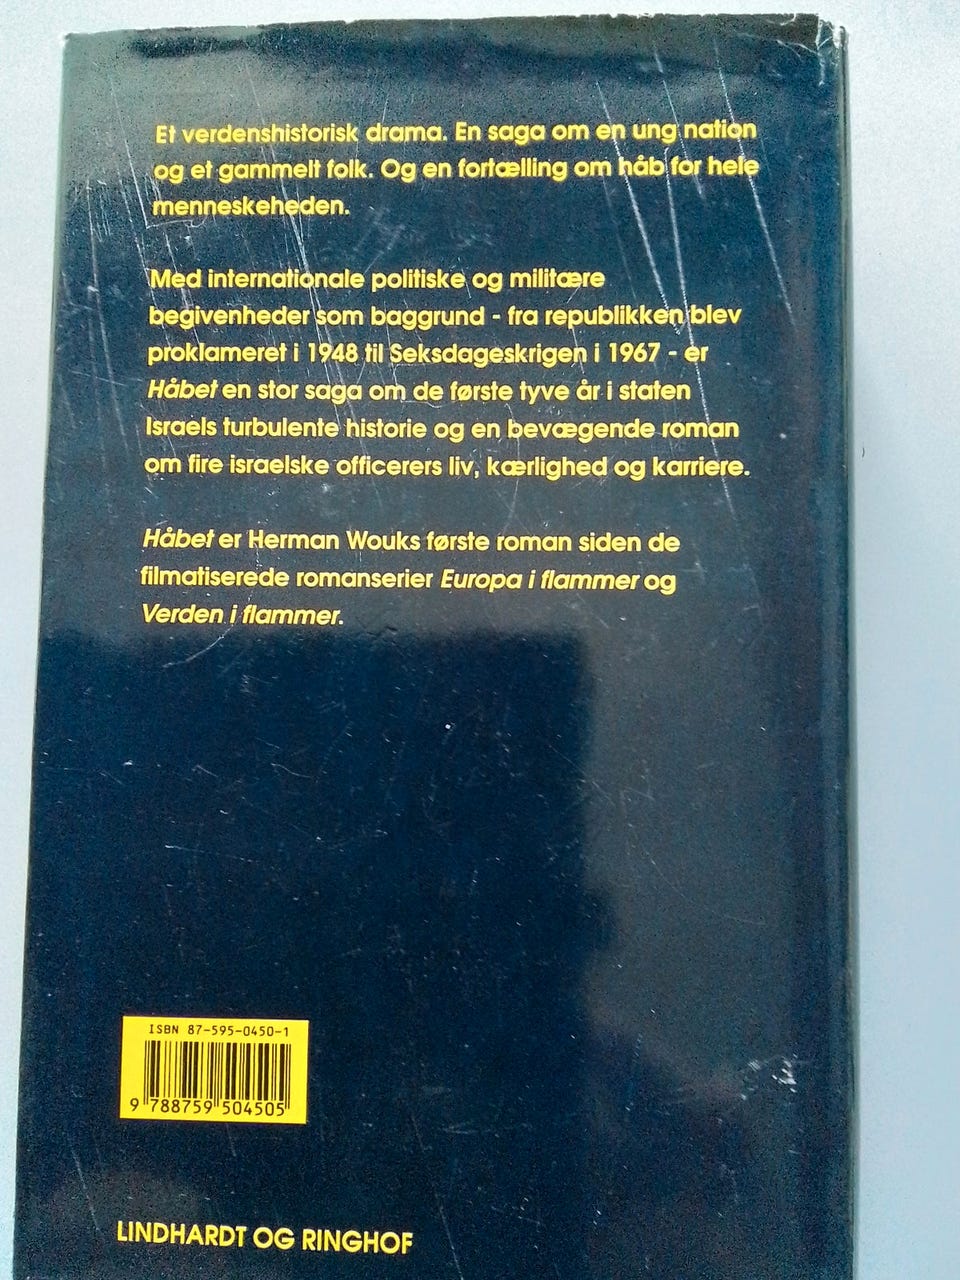 Et verdenshistorisk drama. En saga om en ung nation
og et gammelt folk. Og en fortælling om håb for hele
menneskeheden.
Med internationale politiske og militære
begivenheder som baggrund - fra republikken blev
proklameret i 1948 til Seksdageskrigen i 1967 - er
Håbet en stor saga om de første tyve år i staten
Israels turbulente historie og en bevægende roman
om fire israelske officerers liv, kærlighed og karriere.
Håbet er Herman Wouks første roman siden de
filmatiserede romanserier Europa i flammer og
Verden i flammer.
ISBN 87-595-0450-1
9 788759 504505
LINDHARDT OG RINGHOF